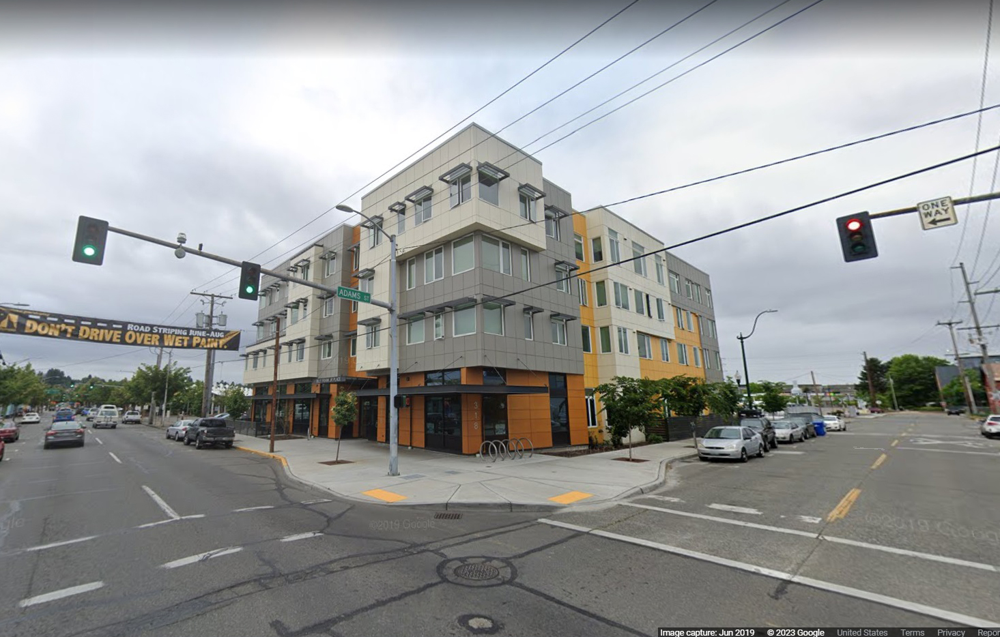 ONE
WAY
ADAMS ST
ROAD STRIPING JUNE-AUG
DON'T DRIVE OVER WET PAINT.
318
©2019 Google
©2019 Google
Image capture: Jun 2019 © 2023 Google United States Terms Privacy Repor